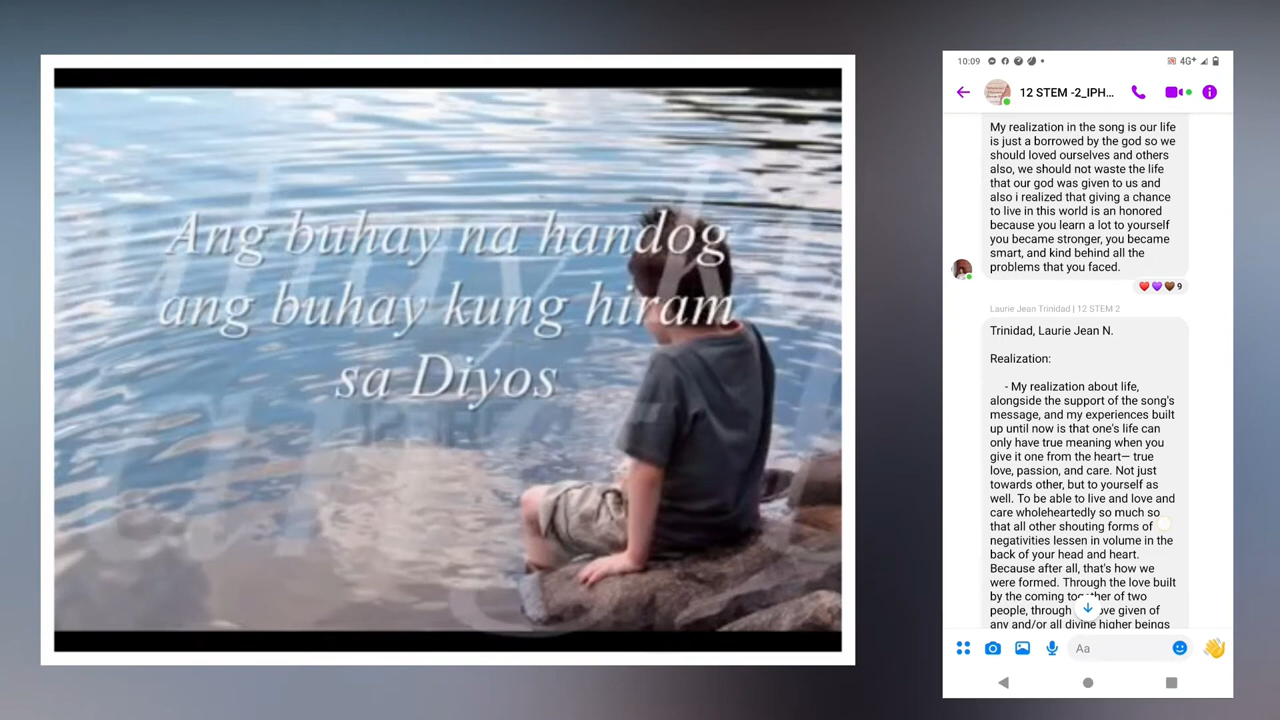 Ang buhay na handog
ang buhay kung hiram
sa Diyos
10:09
4G+
12 STEM -2_IPH...
My realization in the song is our life
is just a borrowed by the god so we
should loved ourselves and others
also, we should not waste the life
that our god was given to us and
also i realized that giving a chance
to live in this world is an honored
because you learn a lot to yourself
you became stronger, you became
smart, and kind behind all the
problems that you faced.
9
Laurie Jean Trinidad | 12 STEM 2
Trinidad, Laurie Jean N.
Realization:
- My realization about life,
alongside the support of the song's
message, and my experiences built
up until now is that one's life can
only have true meaning when you
give it one from the heart— true
love, passion, and care. Not just
towards other, but to yourself as
well. To be able to live and love and
care wholeheartedly so much so
that all other shouting forms of
negativities lessen in volume in the
back of your head and heart.
Because after all, that's how we
were formed. Through the love built
by the coming together of two
people, through ove given of
any and/or all divine higher beings
Aa